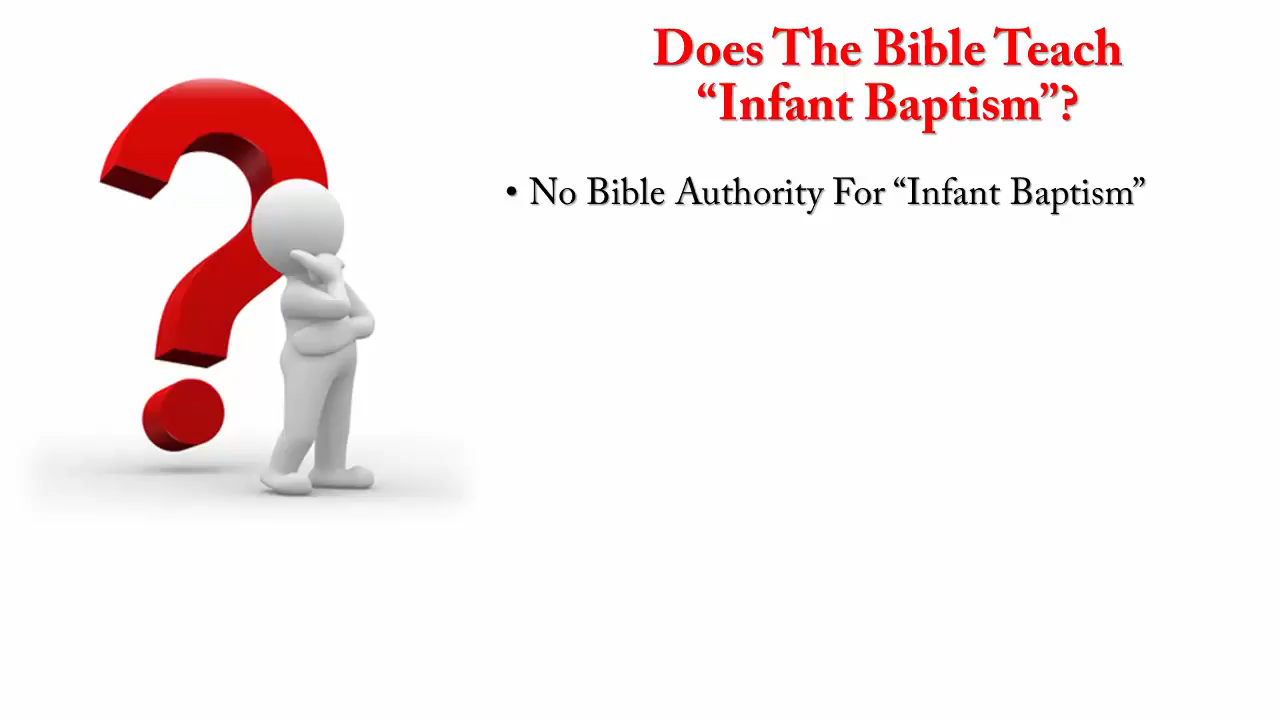 Does The Bible Teach
“Infant Baptism”?
• No Bible Authority For “Infant Baptism”